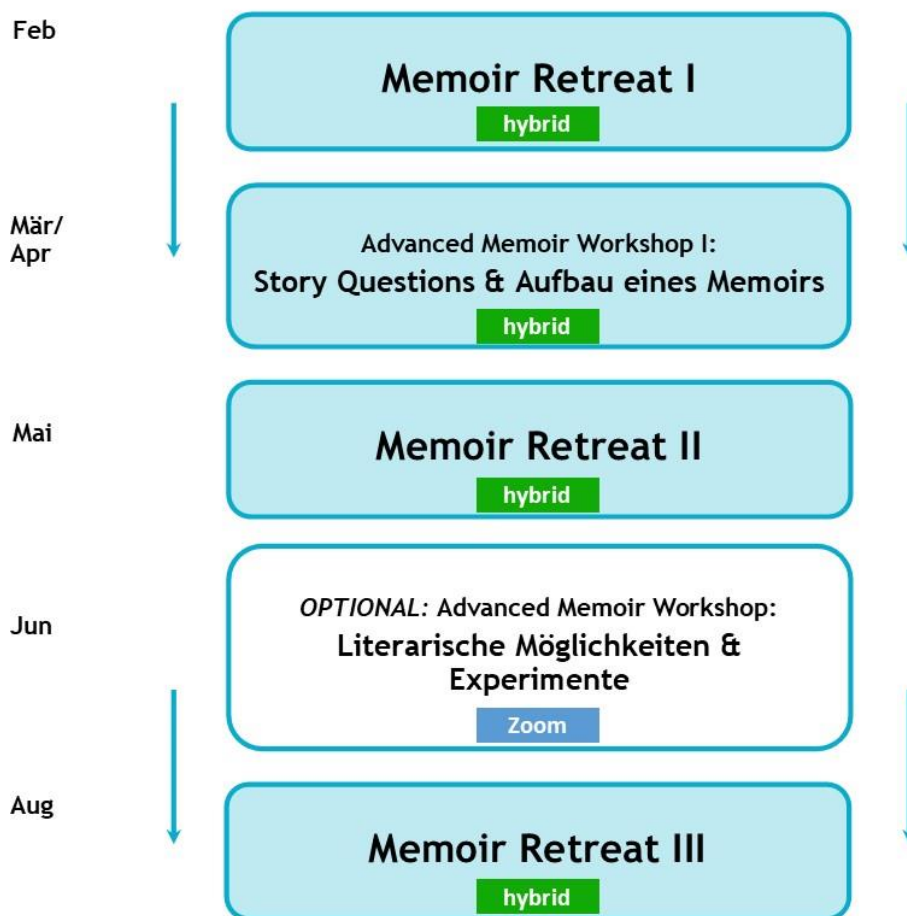 Feb
Memoir Retreat I
hybrid
Mär/
Apr
Advanced Memoir Workshop I:
Story Questions & Aufbau eines Memoirs
hybrid
Mai
Memoir Retreat II
hybrid
Jun
OPTIONAL: Advanced Memoir Workshop:
Literarische Möglichkeiten &
Experimente
Zoom
Aug
Memoir Retreat III
hybrid